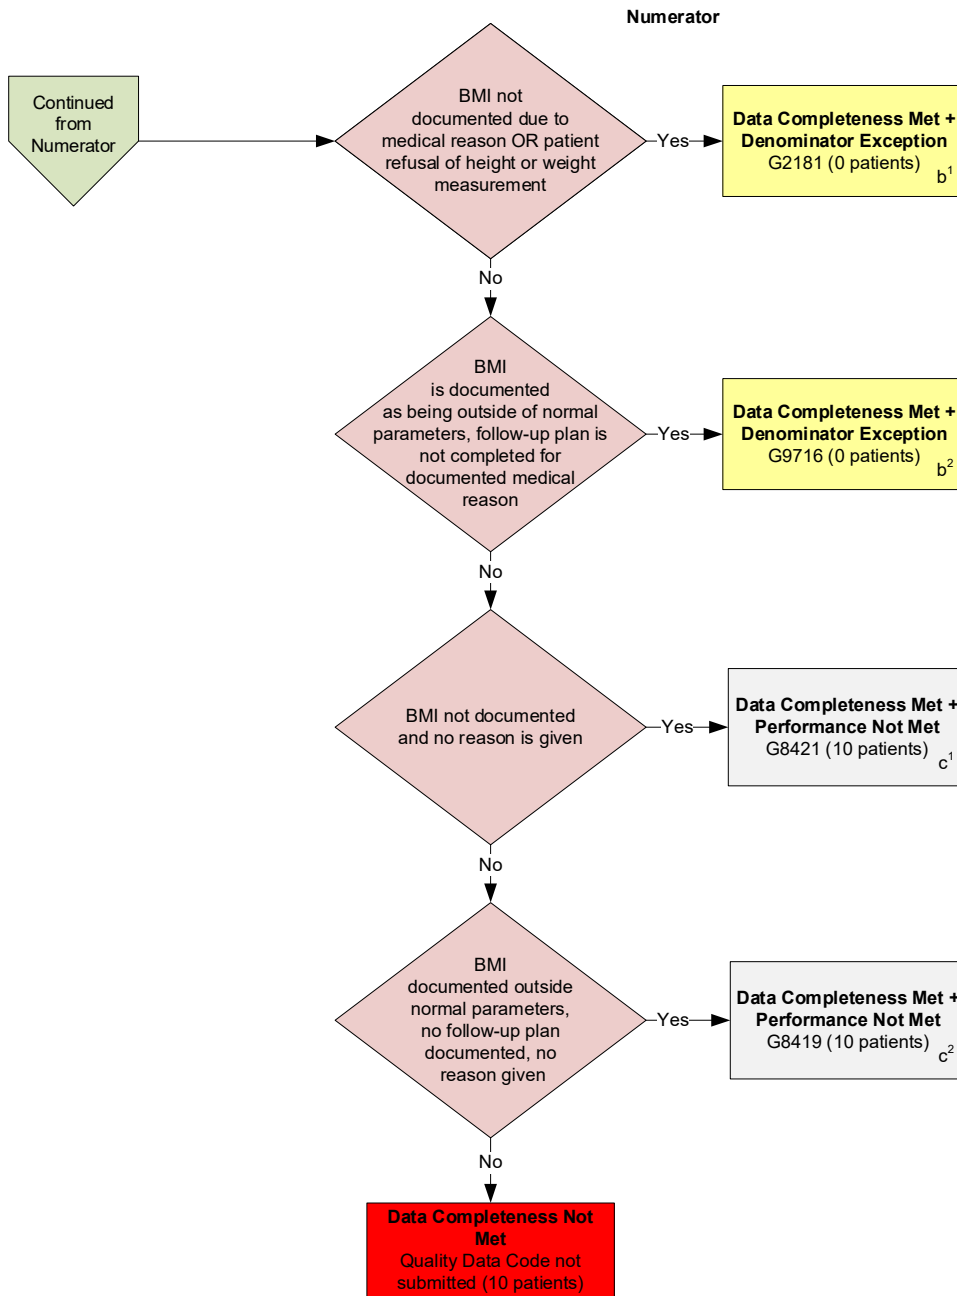 Numerator
Continued
from
Numerator
BMI not
documented due to
medical reason OR patient
refusal of height or weight
measurement
Yes
Data Completeness Met +
Denominator Exception
G2181 (0 patients)
b¹
No
BMI
is documented
as being outside of normal
parameters, follow-up plan is
not completed for
documented medical
reason
Yes
Data Completeness Met +
Denominator Exception
G9716 (0 patients)
b²
No
BMI not documented
and no reason is given
Yes
Data Completeness Met +
Performance Not Met
G8421 (10 patients)
c¹
No
BMI
documented outside
normal parameters,
no follow-up plan
documented, no
reason given
Yes
Data Completeness Met +
Performance Not Met
G8419 (10 patients)
c²
No
Data Completeness Not
Met
Quality Data Code not
submitted (10 patients)